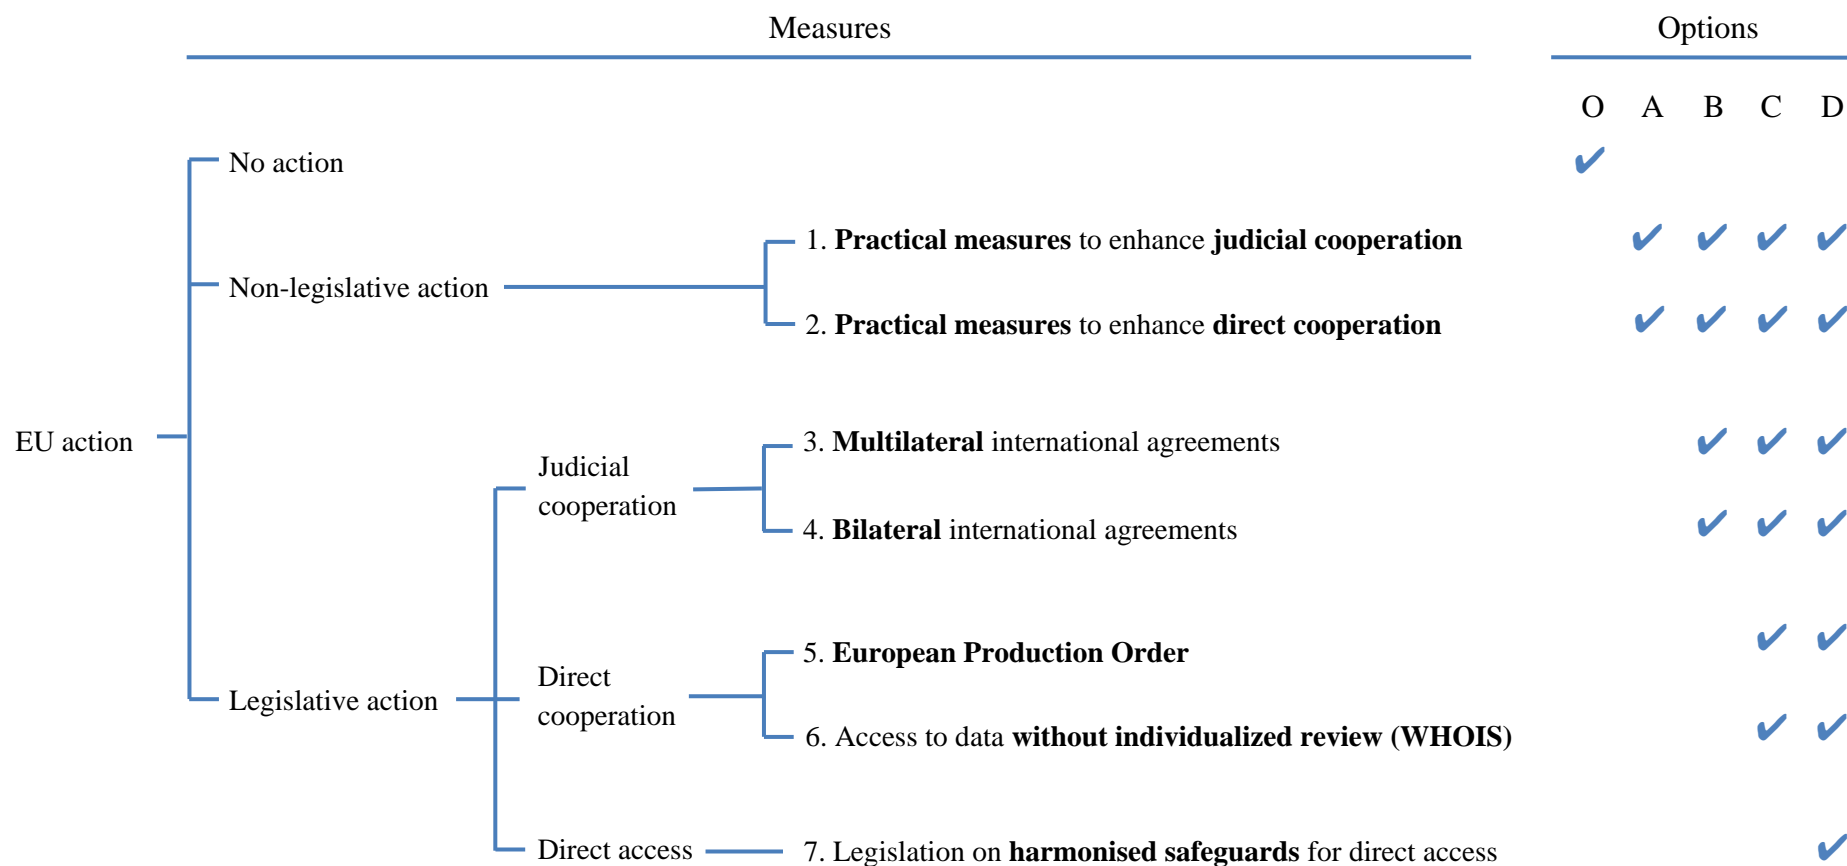 Measures
Options
O A B C D
No action ✔
1. Practical measures to enhance judicial cooperation ✔ ✔ ✔ ✔
Non-legislative action
2. Practical measures to enhance direct cooperation ✔ ✔ ✔ ✔
EU action
3. Multilateral international agreements ✔ ✔ ✔
Judicial
cooperation
4. Bilateral international agreements ✔ ✔ ✔
5. European Production Order ✔ ✔
Direct
cooperation
Legislative action
6. Access to data without individualized review (WHOIS) ✔ ✔
Direct access
7. Legislation on harmonised safeguards for direct access ✔